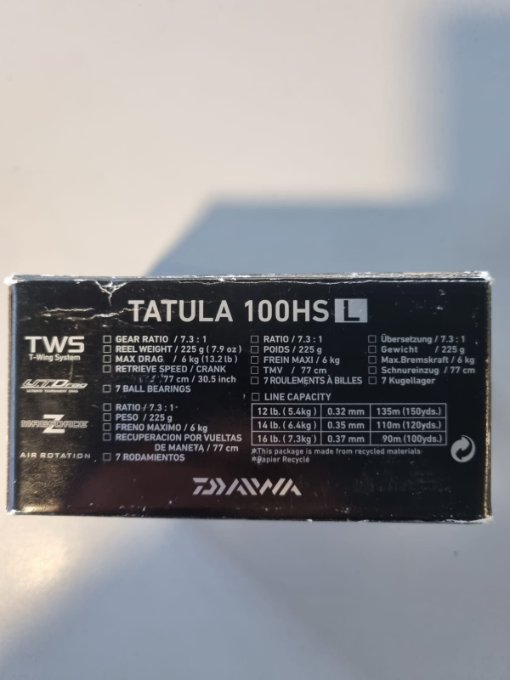 TATULA 100HS L
TWS
T-Wing System
UTD
ULTIMATE TOURNAMENT DRAG
MAGFORCE Z
AIR ROTATION
GEAR RATIO / 7.3 : 1
REEL WEIGHT / 225 g (7.9 oz)
MAX DRAG / 6 kg (13.2 lb)
RETRIEVE SPEED / CRANK
77 cm / 30.5 inch
7 BALL BEARINGS
RATIO / 7.3 : 1
PESO / 225 g
FRENO MAXIMO / 6 kg
RECUPERACION POR VUELTAS
DE MANETA / 77 cm
7 RODAMIENTOS
RATIO / 7.3 : 1
POIDS / 225 g
FREIN MAXI / 6 kg
TMV / 77 cm
7 ROULEMENTS À BILLES
Übersetzung / 7.3 : 1
Gewicht / 225 g
Max.Bremskraft / 6 kg
Schnureinzug / 77 cm
7 Kugellager
LINE CAPACITY
12 lb. (5.4kg) 0.32 mm 135m (150yds.)
14 lb. (6.4kg) 0.35 mm 110m (120yds.)
16 lb. (7.3kg) 0.37 mm 90m (100yds.)
*This package is made from recycled materials
*Papier Recyclé
DAIWA